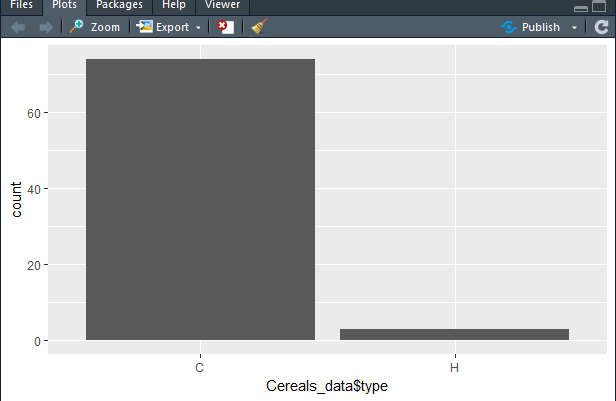 Files Plots Packages Help Viewer
Zoom Export Publish
60
40
20
0
count
C H
Cereals_data$type